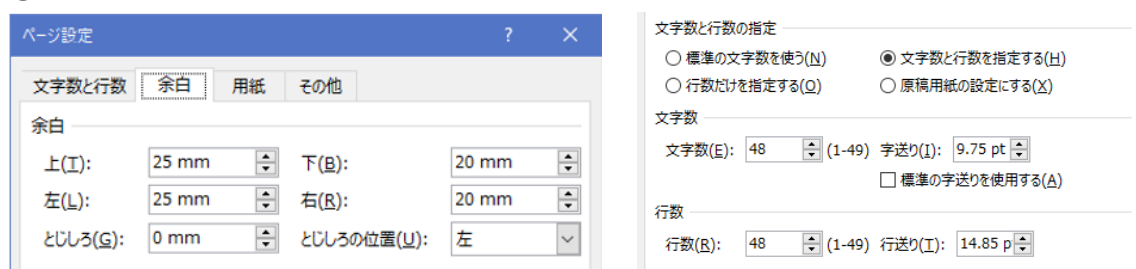 ページ設定 ? ×
文字数と行数 余白 用紙 その他
余白
上(T): 25 mm 下(B): 20 mm
左(L): 25 mm 右(R): 20 mm
とじしろ(G): 0 mm とじしろの位置(U): 左
文字数と行数の指定
標準の文字数を使う(N) 文字数と行数を指定する(H)
行数だけを指定する(O) 原稿用紙の設定にする(X)
文字数
文字数(E): 48 (1-49) 字送り(I): 9.75 pt
標準の字送りを使用する(A)
行数
行数(R): 48 (1-49) 行送り(T): 14.85 p